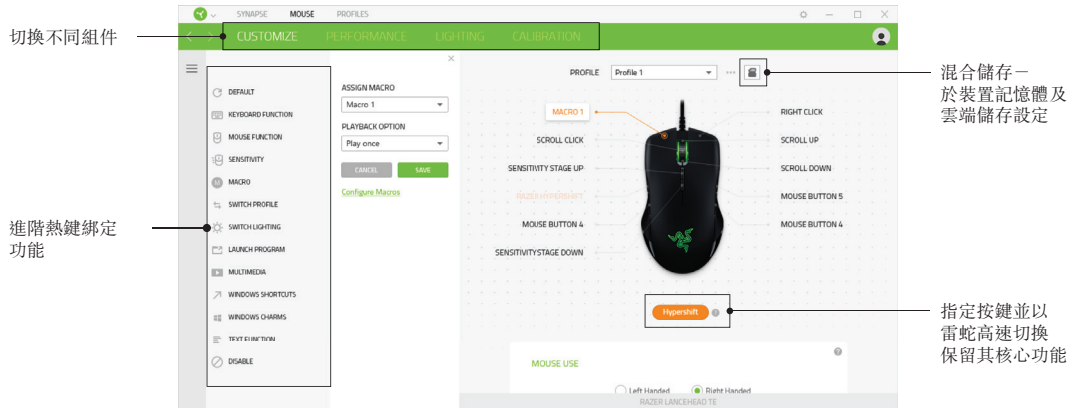 SYNAPSE MOUSE PROFILES
切換不同組件
CUSTOMIZE PERFORMANCE LIGHTING CALIBRATION
DEFAULT
KEYBOARD FUNCTION
MOUSE FUNCTION
SENSITIVITY
MACRO
SWITCH PROFILE
SWITCH LIGHTING
LAUNCH PROGRAM
MULTIMEDIA
WINDOWS SHORTCUTS
WINDOWS CHARMS
TEXT FUNCTION
DISABLE
進階熱鍵綁定
功能
ASSIGN MACRO
Macro 1
PLAYBACK OPTION
Play once
CANCEL SAVE
Configure Macros
PROFILE Profile 1
混合儲存－
於裝置記憶體及
雲端儲存設定
MACRO 1
SCROLL CLICK
SENSITIVITY STAGE UP
RAZER HYPERSHIFT
MOUSE BUTTON 4
SENSITIVITY STAGE DOWN
RIGHT CLICK
SCROLL UP
SCROLL DOWN
MOUSE BUTTON 5
MOUSE BUTTON 4
Hypershift
指定按鍵並以
雷蛇高速切換
保留其核心功能
MOUSE USE
Left Handed Right Handed
RAZER LANCEHEAD TE